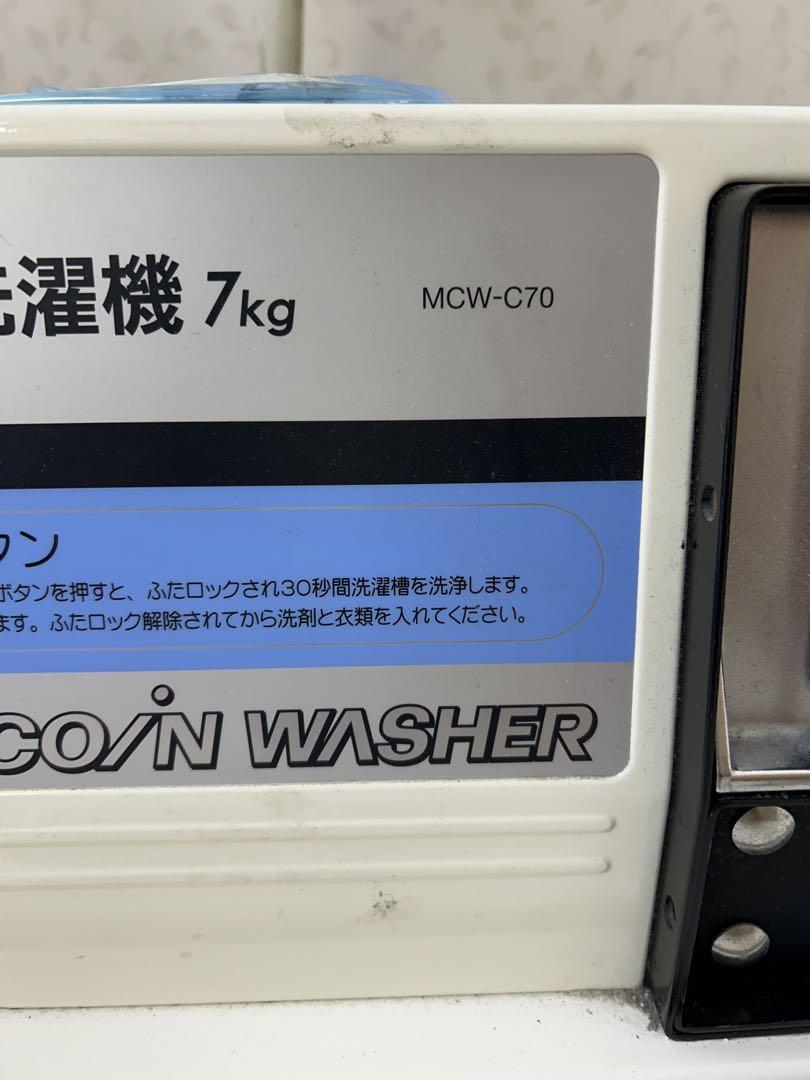 洗濯機 7kg MCW-C70
タン
ボタンを押すと、ふたロックされ30秒間洗濯槽を洗浄します。
ます。ふたロック解除されてから洗剤と衣類を入れてください。
COIN WASHER